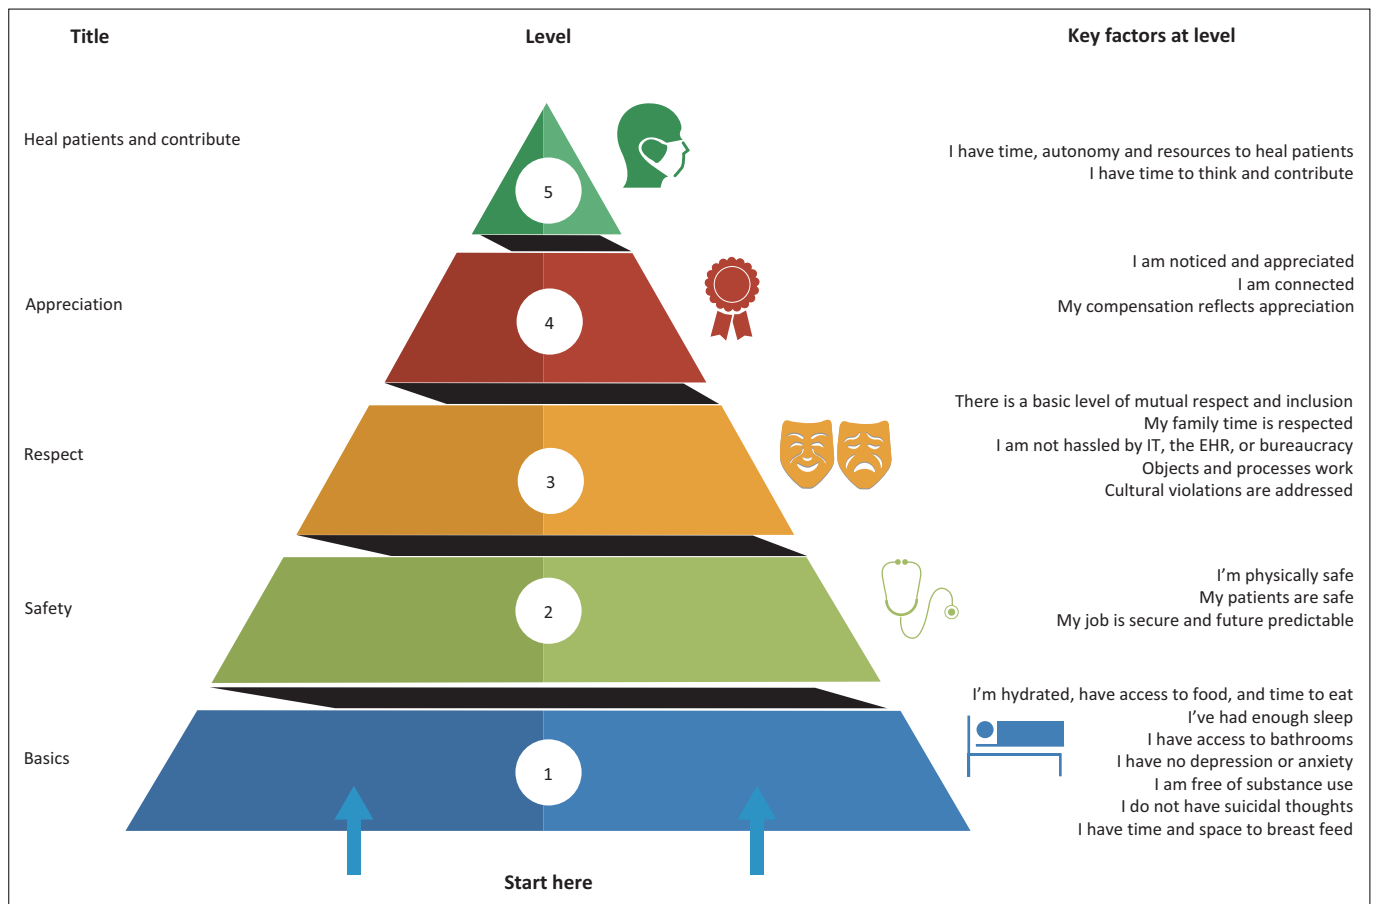 Title
Level
Key factors at level
Heal patients and contribute
5
I have time, autonomy and resources to heal patients
I have time to think and contribute
Appreciation
4
I am noticed and appreciated
I am connected
My compensation reflects appreciation
Respect
3
There is a basic level of mutual respect and inclusion
My family time is respected
I am not hassled by IT, the EHR, or bureaucracy
Objects and processes work
Cultural violations are addressed
Safety
2
I’m physically safe
My patients are safe
My job is secure and future predictable
Basics
1
I’m hydrated, have access to food, and time to eat
I’ve had enough sleep
I have access to bathrooms
I have no depression or anxiety
I am free of substance use
I do not have suicidal thoughts
I have time and space to breast feed
Start here